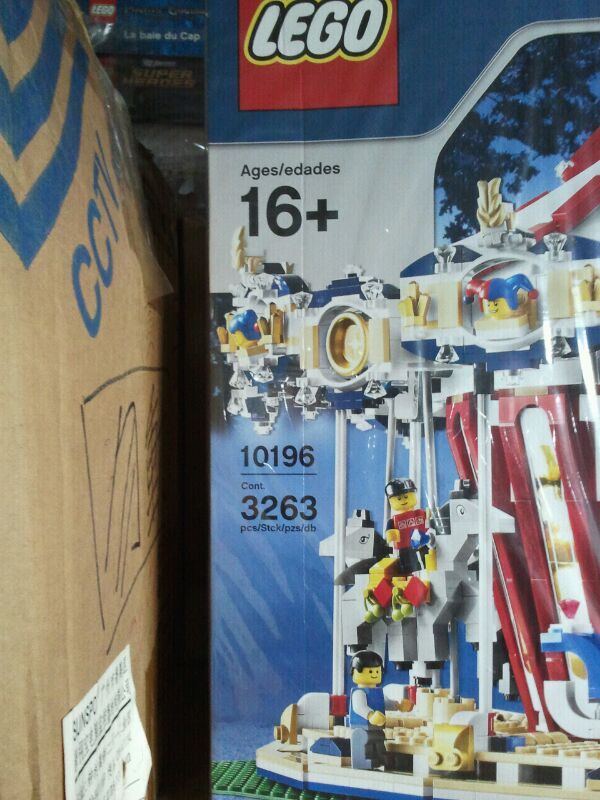 LEGO
La baie du Cap
SUPER
HEROES
CCTV
LEGO
Ages/edades
16+
10196
Cont.
3263
pcs/Stck/pzs/db
SUNSPO